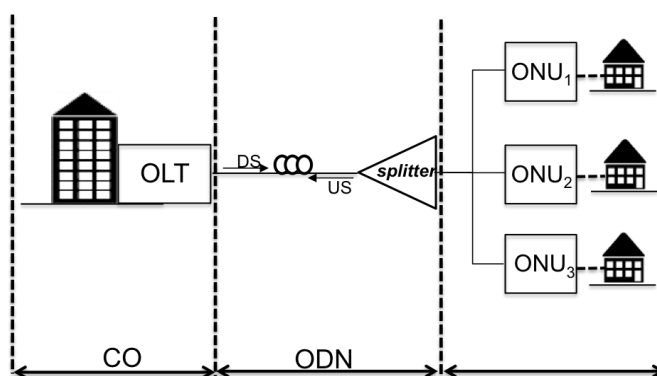 ONU1
DS
OLT
splitter
ONU2
US
ONU3
CO
ODN